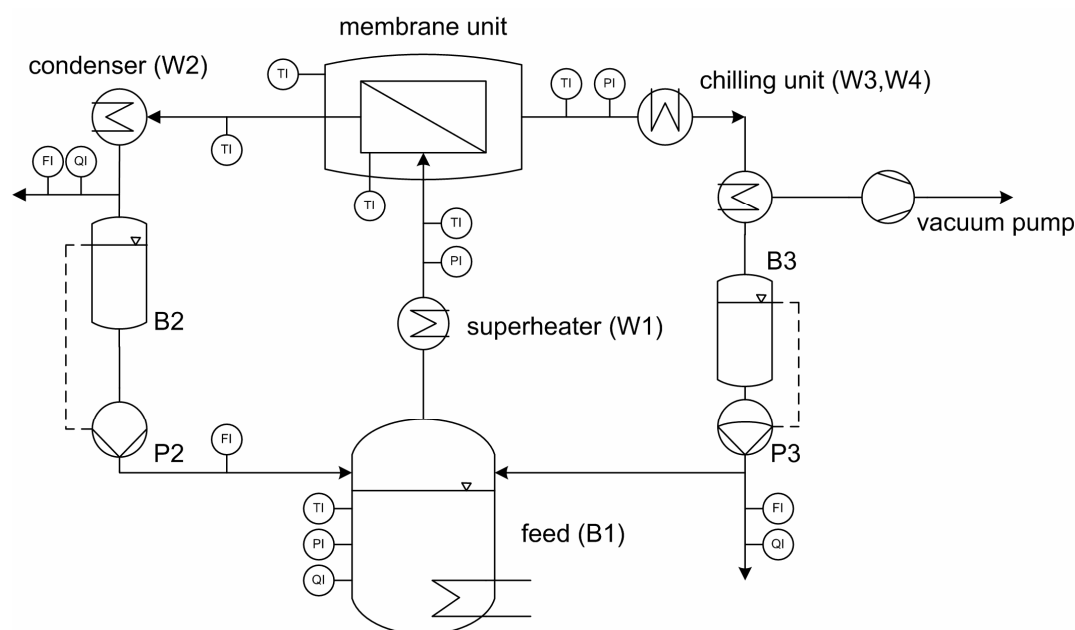 membrane unit
condenser (W2)
TI
TI
PI
chilling unit (W3,W4)
TI
FI
QI
TI
TI
PI
vacuum pump
B3
B2
superheater (W1)
P2
FI
P3
TI
PI
QI
feed (B1)
FI
QI